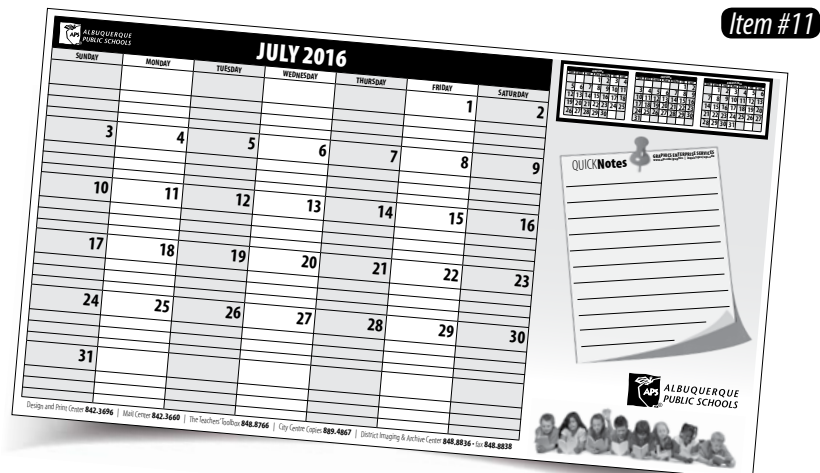 Item #11
ALBUQUERQUE
PUBLIC SCHOOLS
APS
JULY 2016
SUNDAY MONDAY TUESDAY WEDNESDAY THURSDAY FRIDAY SATURDAY
1 2
3 4 5 6 7 8 9
10 11 12 13 14 15 16
17 18 19 20 21 22 23
24 25 26 27 28 29 30
31
QUICKNotes
GRAPHICS ENTERPRISE SERVICES
APS
ALBUQUERQUE
PUBLIC SCHOOLS
Design and Print Center 842.3696 | Mail Center 842.3660 | The Teachers' Toolbox 848.8766 | City Centre Copies 889.4867 | District Imaging & Archive Center 848.8836 • fax 848.8838